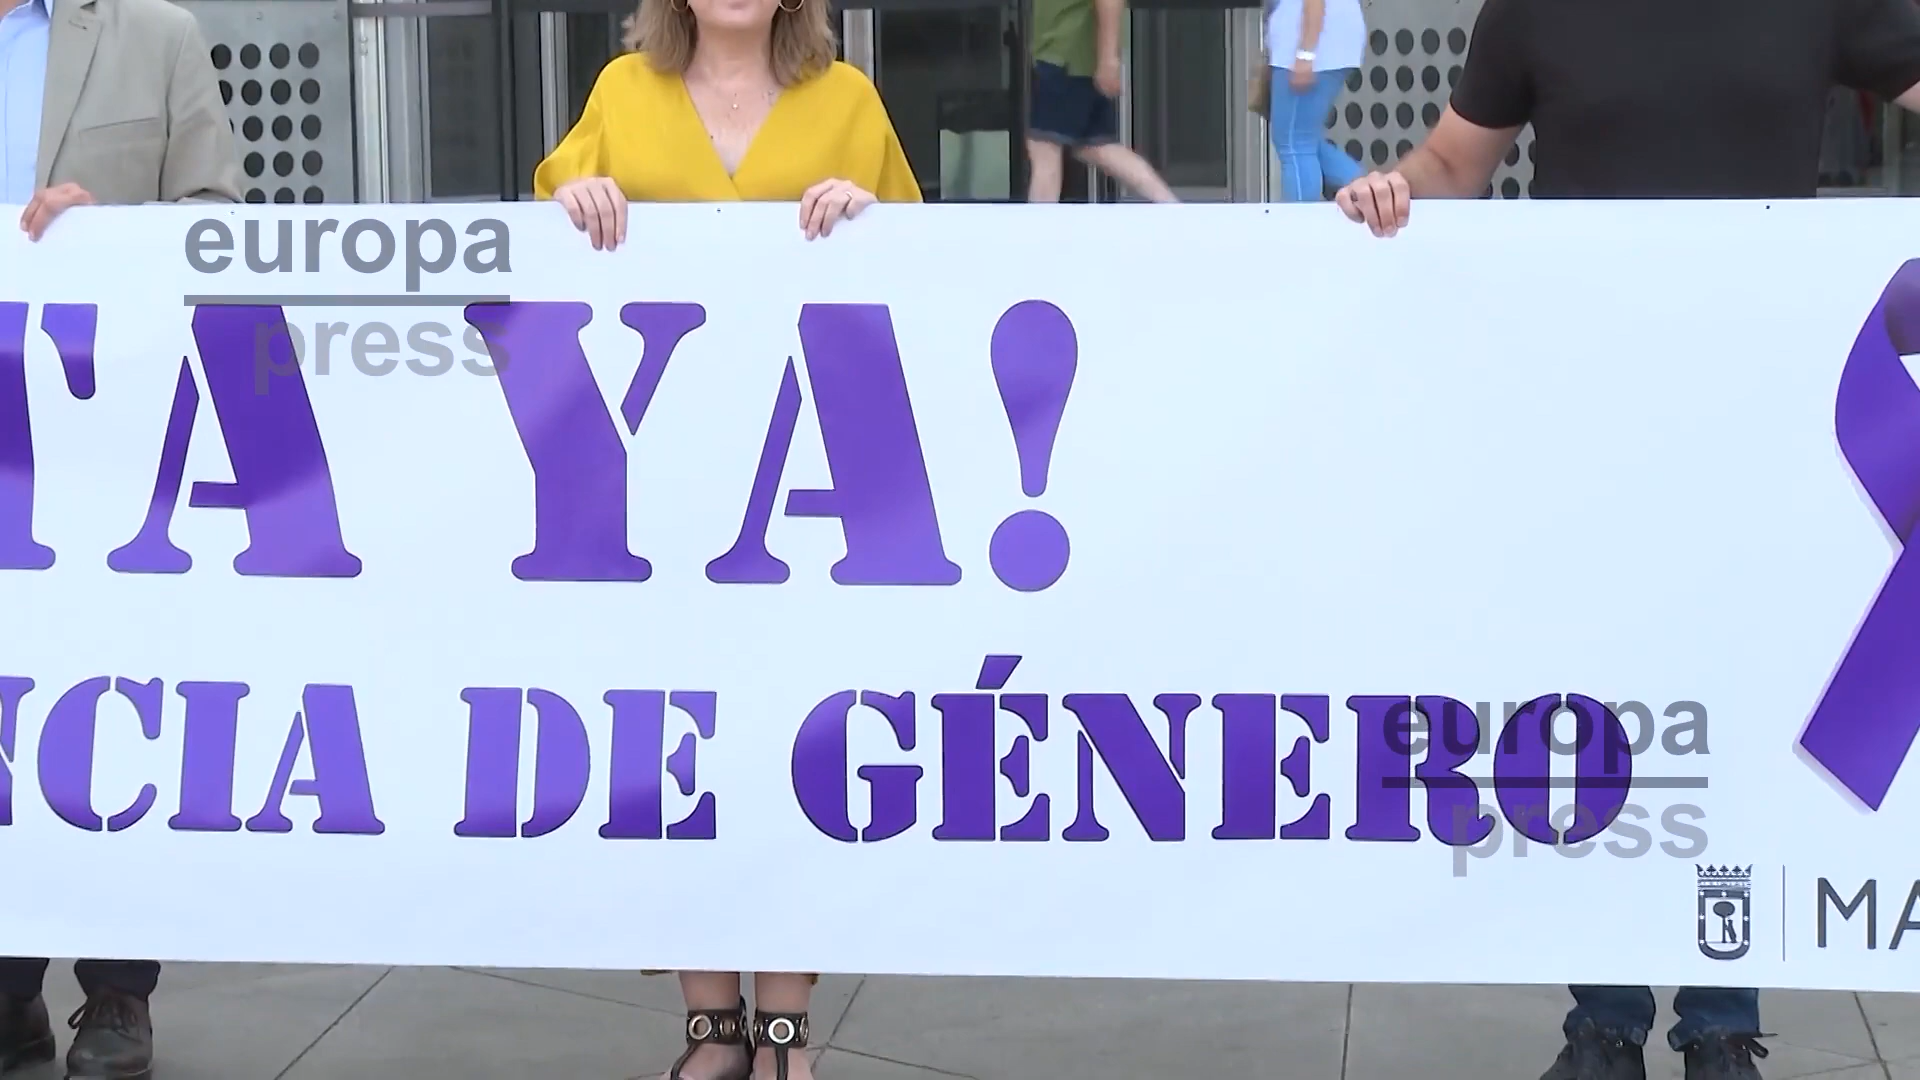 TA YA!
NCIA DE GÉNERO
MA
europa
press
europa
press